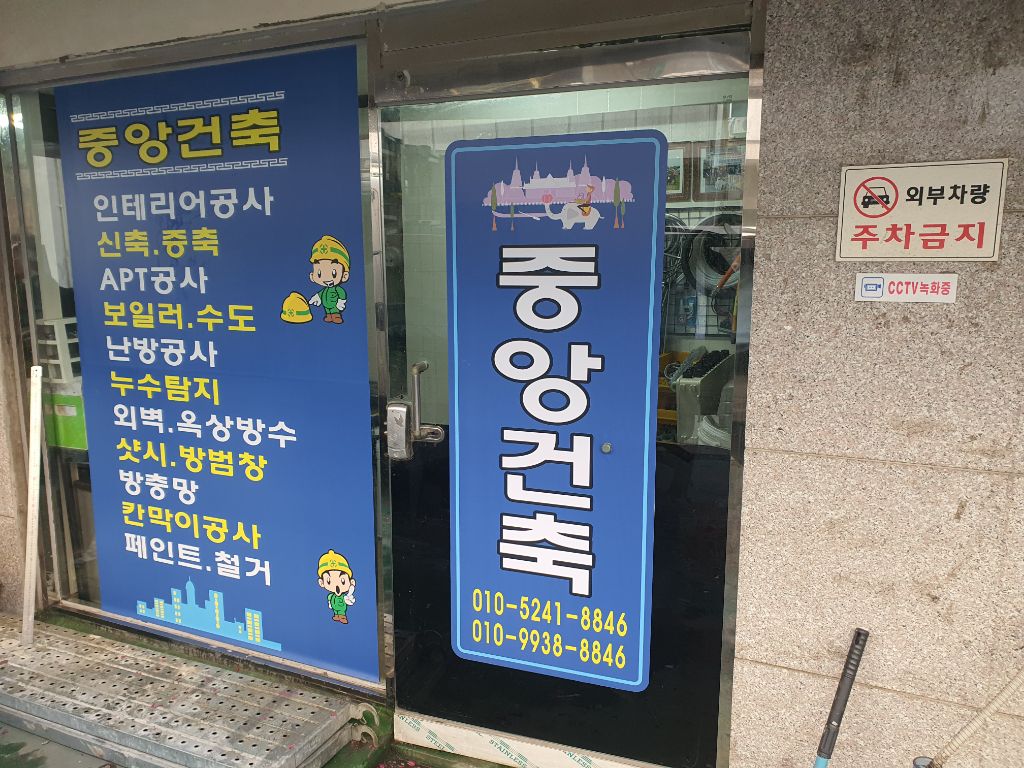 중앙건축
인테리어공사
신축.증축
APT공사
보일러.수도
난방공사
누수탐지
외벽.옥상방수
샷시.방범창
방충망
칸막이공사
페인트.철거
중앙건축
010-5241-8846
010-9938-8846
외부차량
주차금지
CCTV녹화중
STAINLESS
STEEL
STAINLESS